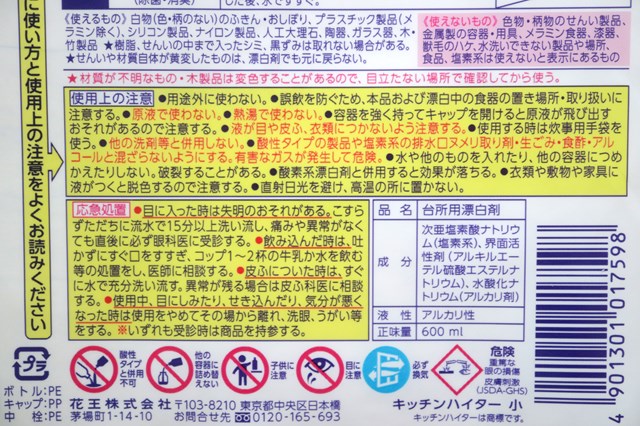 した後、水ですすぐ。
(除菌・消臭)
に使い方と使用上の注意をよくお読みください
《使えるもの》白物(色・柄のない)のふきん・おしぼり、プラスチック製品(メ
ラミン除く)、シリコン製品、ナイロン製品、人工大理石、陶器、ガラス器、木・
竹製品 ★樹脂、せんいの中まで入ったシミ、黒ずみは取れない場合がある。
★せんいや材質自体が黄変したものは、漂白剤でも元に戻らない。
《使えないもの》色物・柄物のせんい製品、
金属製の容器・用具、メラミン食器、漆器、
獣毛のハケ、水洗いできない製品や場所、
食品、塩素系は使えないと表示にあるもの
★材質が不明なもの・木製品は変色することがあるので、目立たない場所で確認してから使う。
使用上の注意 ●用途外に使わない。●誤飲を防ぐため、本品および漂白中の食器の置き場所・取り扱いに
注意する。●原液で使わない。●熱湯で使わない。●容器を強く持ってキャップを開けると原液が飛び出す
おそれがあるので注意する。●液が目や皮ふ、衣類につかないよう注意する。●使用する時は炊事用手袋を
使う。●他の洗剤等と併用しない。●酸性タイプの製品や塩素系の排水口ヌメリ取り剤・生ごみ・食酢・アル
コールと混ざらないようにする。有害なガスが発生して危険。●水や他のものを入れたり、他の容器につめ
かえたりしない。破裂することがある。●酸素系漂白剤と併用すると効果が落ちる。●衣類や敷物や家具に
液がつくと脱色するので注意する。●直射日光を避け、高温の所に置かない。
応急処置 ●目に入った時は失明のおそれがある。こすら
ずただちに流水で15分以上洗い流し、痛みや異常がなく
ても直後に必ず眼科医に受診する。●飲み込んだ時は、吐
かずにすぐ口をすすぎ、コップ1~2杯の牛乳か水を飲む
等の処置をし、医師に相談する。●皮ふについた時は、すぐ
に水で充分洗い流す。異常が残る場合は皮ふ科医に相談
する。●使用中、目にしみたり、せき込んだり、気分が悪く
なった時は使用をやめてその場から離れ、洗眼、うがい等
をする。※いずれも受診時は商品を持参する。
品名 台所用漂白剤
成分 次亜塩素酸ナトリウ
ム(塩素系)、界面活
性剤(アルキルエー
テル硫酸エステルナ
トリウム)、水酸化ナ
トリウム(アルカリ剤)
液性 アルカリ性
正味量 600 ml
4901301017598
プラ
ボトル:PE
キャップ:PP
中栓:PE
酸性
タイプ
と併用
不可
他の
容器に
詰め替
えない
子供に
注意
目に
注意
必ず
換気
危険
重篤な
眼の損傷
皮膚刺激
(JSDA-GHS)
花王株式会社 〒103-8210 東京都中央区日本橋
茅場町1-14-10 お問合せ先 0120-165-693
キッチンハイター 小
キッチンハイターは商標です。